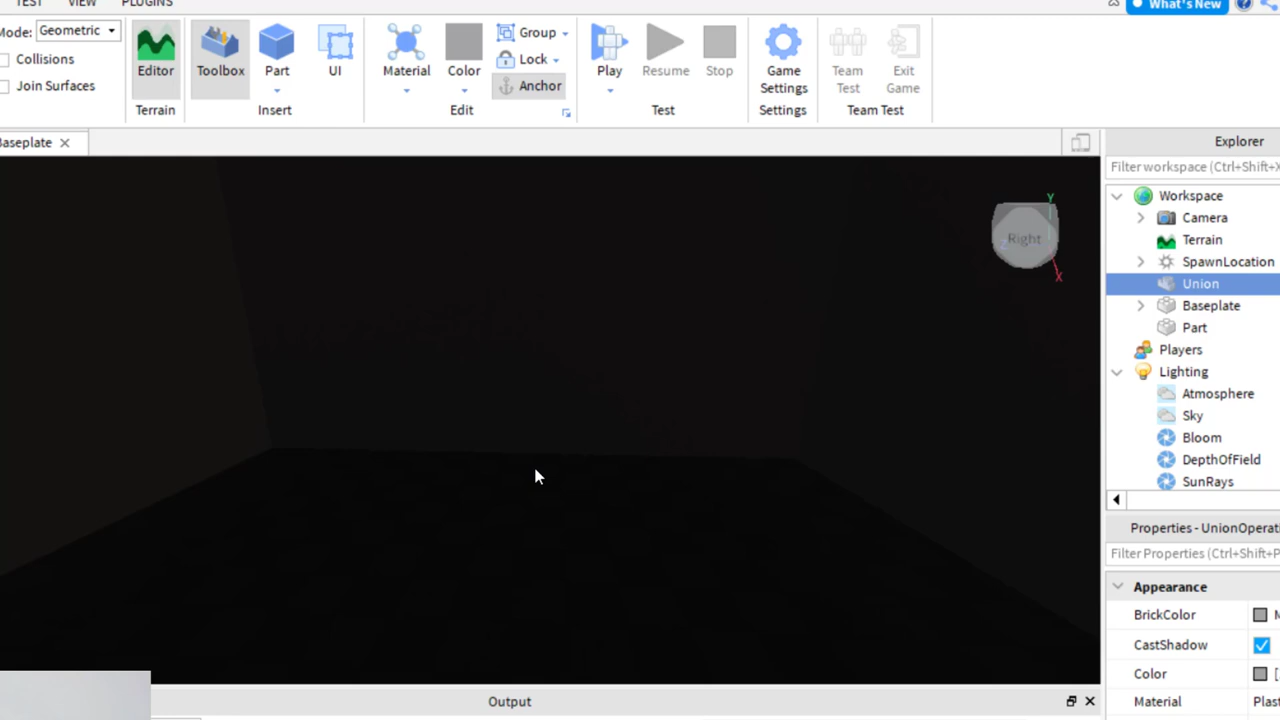 TEST VIEW PLUGINS
What's New
Mode: Geometric
Collisions
Join Surfaces
Editor
Terrain
Toolbox
Part
UI
Insert
Material
Color
Group
Lock
Anchor
Edit
Play
Resume
Stop
Test
Game
Settings
Settings
Team
Test
Exit
Game
Team Test
Baseplate
Right
Y
X
Explorer
Filter workspace (Ctrl+Shift+X
Workspace
Camera
Terrain
SpawnLocation
Union
Baseplate
Part
Players
Lighting
Atmosphere
Sky
Bloom
DepthOfField
SunRays
Properties - UnionOperati
Filter Properties (Ctrl+Shift+P
Appearance
BrickColor M
CastShadow
Color [
Material Plast
Output